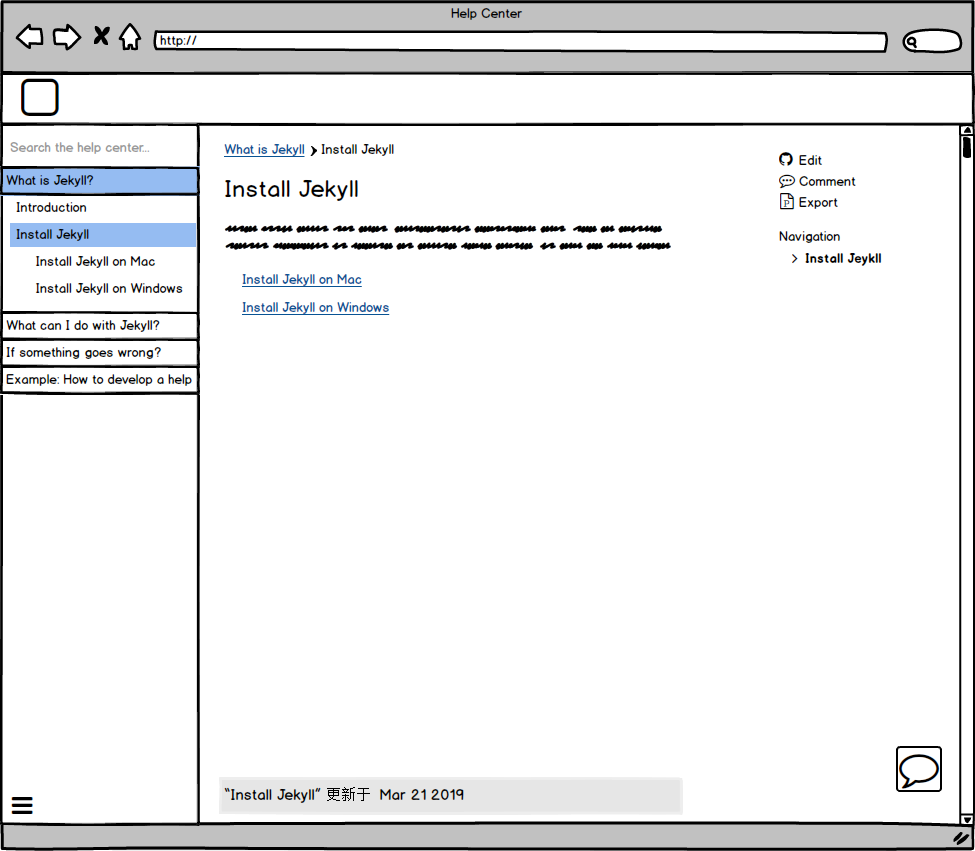 Help Center
http://
Search the help center...
What is Jekyll?
Introduction
Install Jekyll
Install Jekyll on Mac
Install Jekyll on Windows
What can I do with Jekyll?
If something goes wrong?
Example: How to develop a help
What is Jekyll > Install Jekyll
Install Jekyll
Install Jekyll on Mac
Install Jekyll on Windows
"Install Jekyll" 更新于 Mar 21 2019
Edit
Comment
Export
Navigation
> Install Jeykll